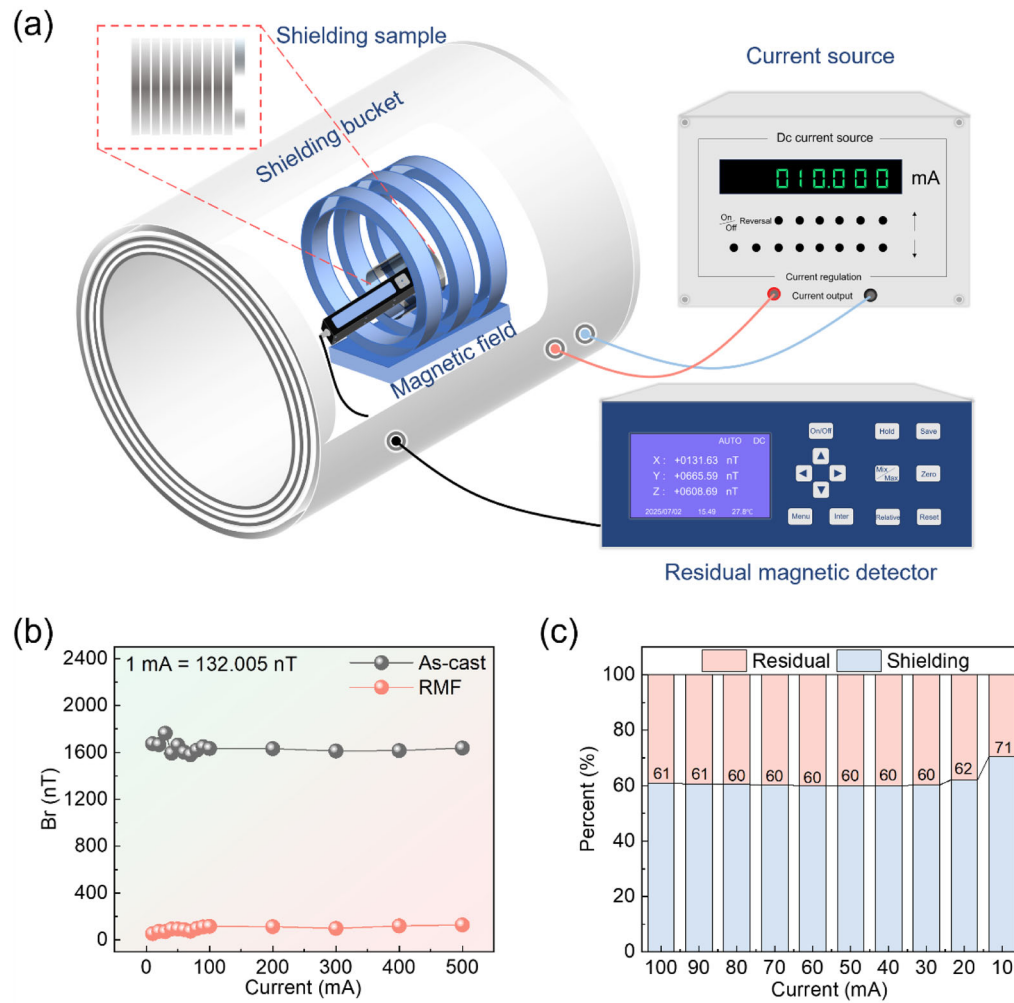 (a)
Shielding sample
Shielding bucket
Magnetic field
Current source
Dc current source
010.000 mA
On/Off Reversal
Current regulation
Current output
AUTO DC
X : +0131.63 nT
Y : +0665.59 nT
Z : +0608.69 nT
2025/07/02 15.49 27.8℃
On/Off Hold Save
Mix/Max Zero
Menu Inter Relative Reset
Residual magnetic detector
(b)
1 mA = 132.005 nT
As-cast
RMF
Br (nT)
2400
2000
1600
1200
800
400
0
0 100 200 300 400 500
Current (mA)
(c)
Residual Shielding
Percent (%)
100
80
60
40
20
0
61 61 60 60 60 60 60 60 62 71
100 90 80 70 60 50 40 30 20 10
Current (mA)